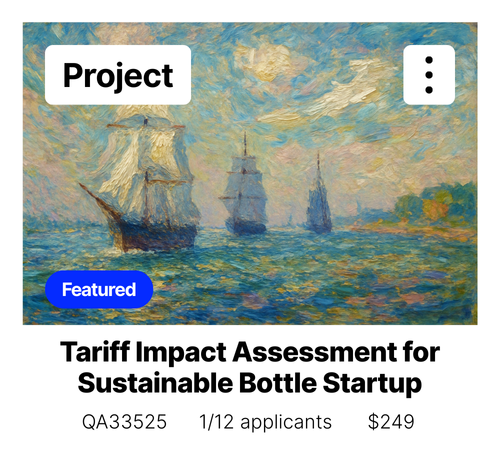 Project
Featured
Tariff Impact Assessment for
Sustainable Bottle Startup
QA33525 1/12 applicants $249